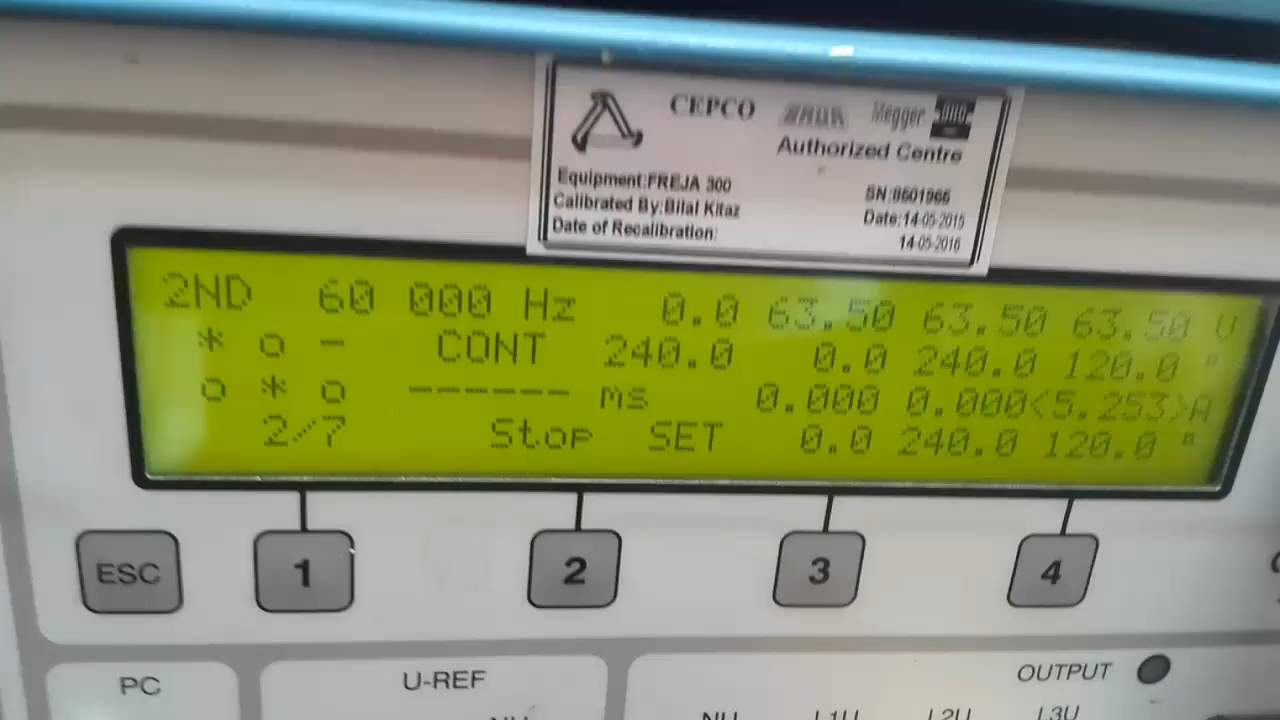 CEPCO Megger
Authorized Centre
Equipment:FREJA 300
SN:8601966
Calibrated By:Bilal Kitaz
Date:14-05-2015
Date of Recalibration:
14-05-2016
2ND 60 000 Hz 0.0 63.50 63.50 63.50 U
* o - CONT 240.0 0.0 240.0 120.0 °
o * o ------ ms 0.000 0.000<5.253>A
2/7 Stop SET 0.0 240.0 120.0 °
ESC 1 2 3 4
PC
U-REF
OUTPUT
L1U L2U L3U